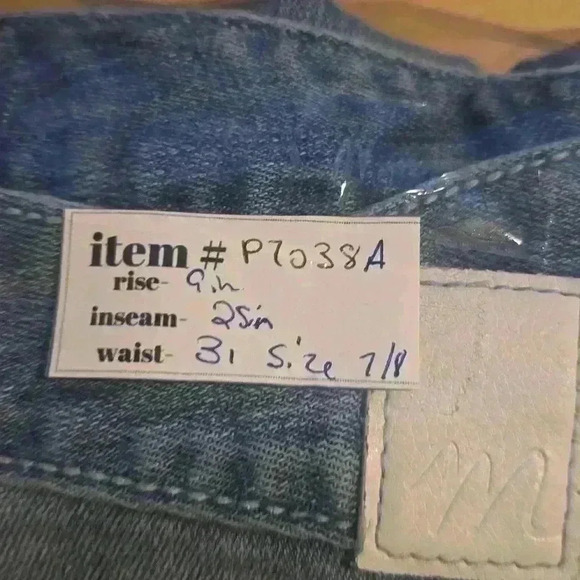 item # P7038A
rise- 9in
inseam- 25in
waist- 31 Size 7/8
m